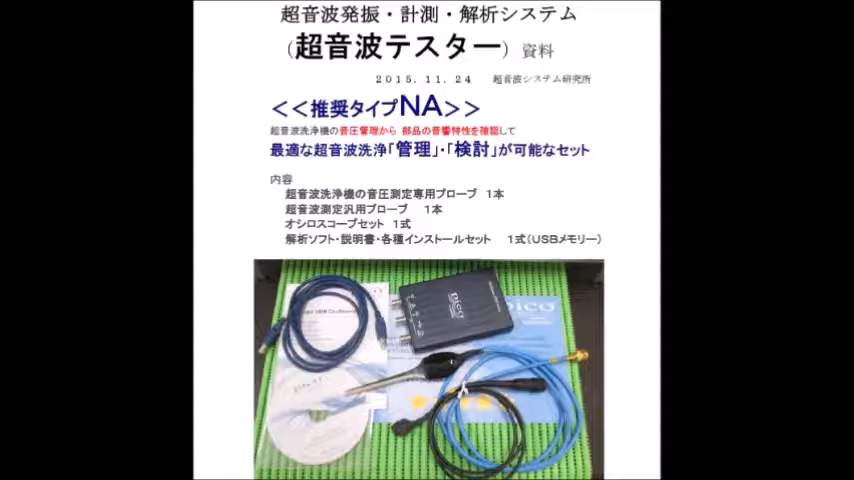 超音波発振・計測・解析システム
(超音波テスター) 資料
2015.11.24 超音波システム研究所
<<推奨タイプNA>>
超音波洗浄機の音圧管理から 部品の音響特性を確認して
最適な超音波洗浄「管理」・「検討」が可能なセット
内容
超音波洗浄機の音圧測定専用プローブ 1本
超音波測定汎用プローブ 1本
オシロスコープセット 1式
解析ソフト・説明書・各種インストールセット 1式(USBメモリー)
pico
pico